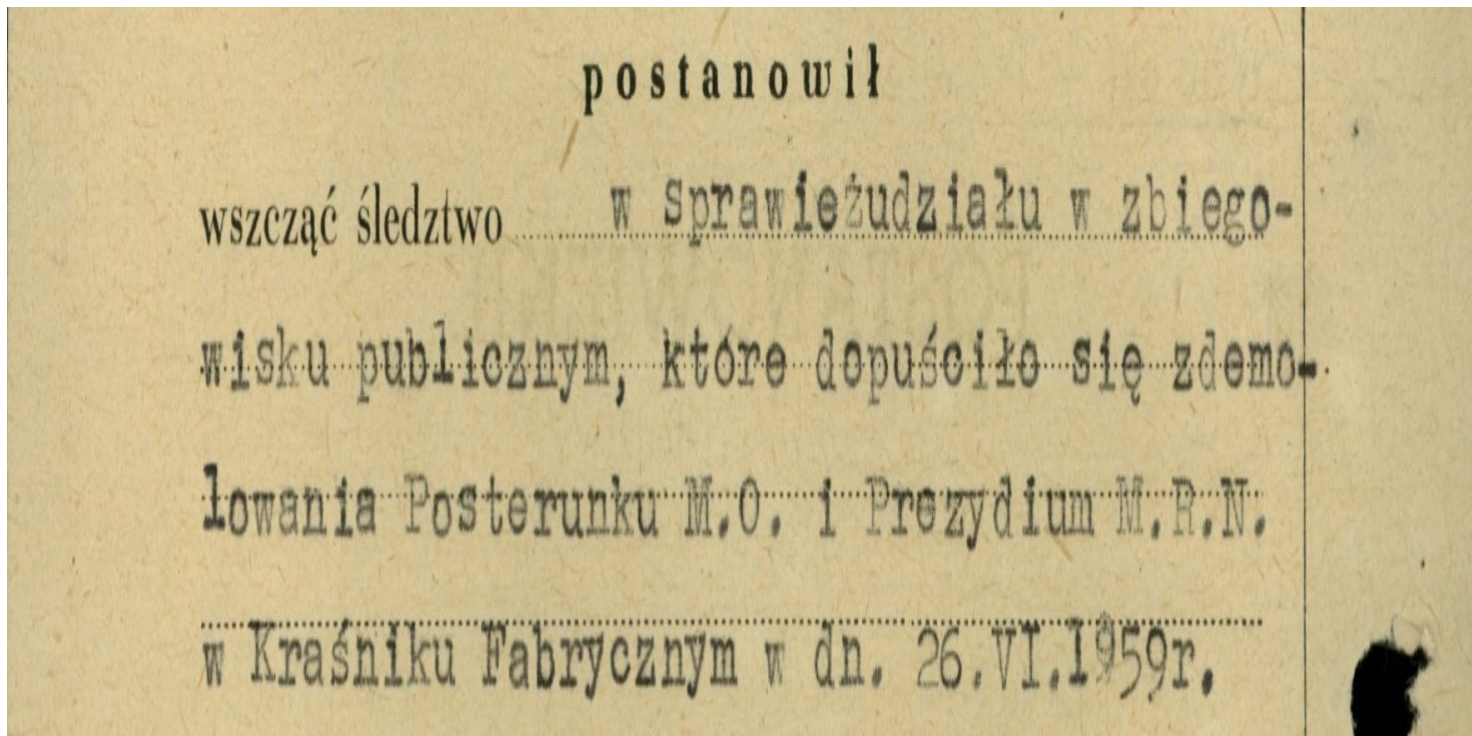 postanowił
wszcząć śledztwo w sprawieżudziału w zbiego-
wisku publicznym, które dopuściło się zdemo-
lowania Posterunku M.O. i Prezydium M.R.N.
w Kraśniku Fabrycznym w dn. 26.VI.1959r.